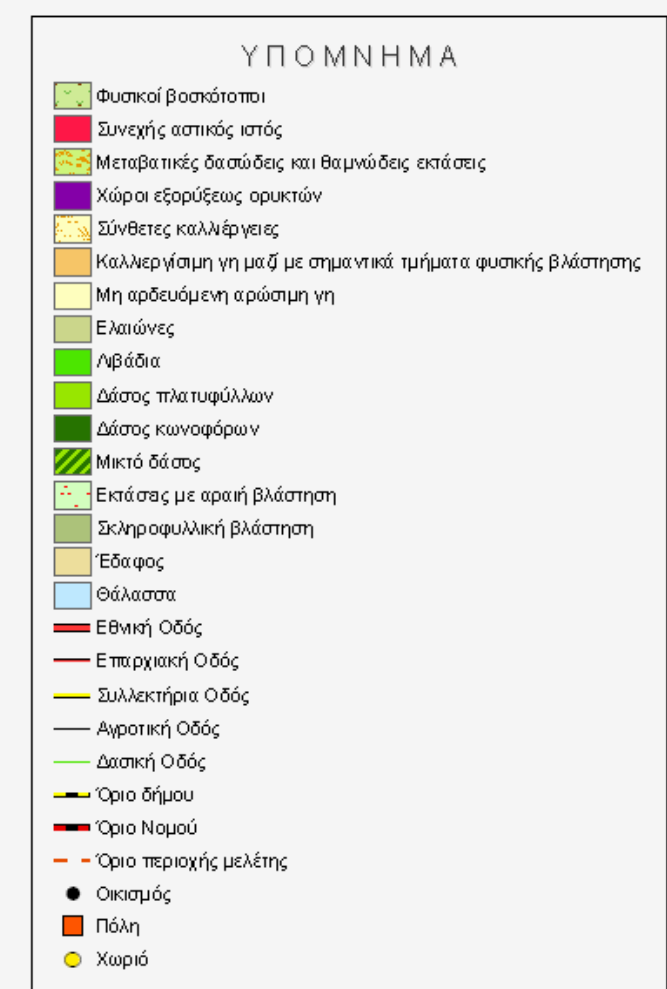 ΥΠΟΜΝΗΜΑ
Φυσικοί βοσκότοποι
Συνεχής αστικός ιστός
Μεταβατικές δασώδεις και θαμνώδεις εκτάσεις
Χώροι εξορύξεως ορυκτών
Σύνθετες καλλιέργειες
Καλλιεργίσιμη γη μαζί με σημαντικά τμήματα φυσικής βλάστησης
Μη αρδευόμενη αρώσιμη γη
Ελαιώνες
Λιβάδια
Δάσος πλατυφύλλων
Δάσος κωνοφόρων
Μικτό δάσος
Εκτάσεις με αραιή βλάστηση
Σκληροφυλλική βλάστηση
Έδαφος
Θάλασσα
Εθνική Οδός
Επαρχιακή Οδός
Συλλεκτήρια Οδός
Αγροτική Οδός
Δασική Οδός
Όριο δήμου
Όριο Νομού
Όριο περιοχής μελέτης
Οικισμός
Πόλη
Χωριό